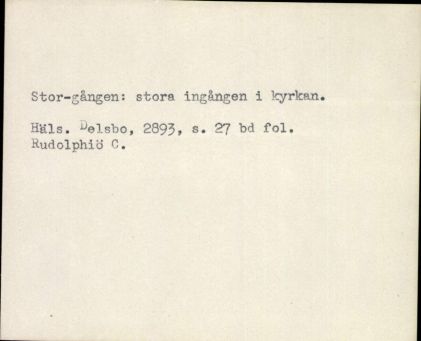 Stor-gången: stora ingången i kyrkan.
Häls. Delsbo, 2893, s. 27 bd fol.
Rudolphiö C.